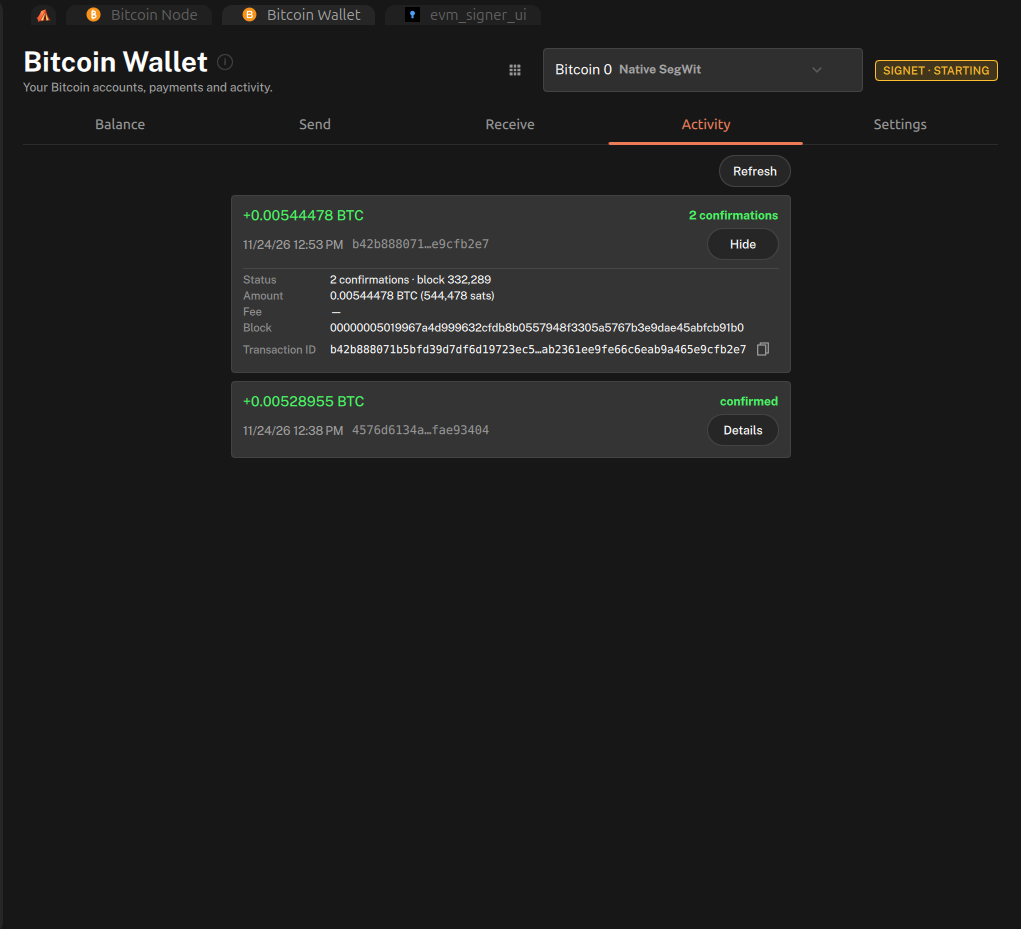 Bitcoin Node
Bitcoin Wallet
evm_signer_ui
Bitcoin Wallet
Your Bitcoin accounts, payments and activity.
Bitcoin 0 Native SegWit
SIGNET · STARTING
Balance
Send
Receive
Activity
Settings
Refresh
+0.00544478 BTC
2 confirmations
11/24/26 12:53 PM b42b888071…e9cfb2e7
Hide
Status 2 confirmations · block 332,289
Amount 0.00544478 BTC (544,478 sats)
Fee —
Block 00000005019967a4d999632cfdb8b0557948f3305a5767b3e9dae45abfcb91b0
Transaction ID b42b888071b5bfd39d7df6d19723ec5…ab2361ee9fe66c6eab9a465e9cfb2e7
+0.00528955 BTC
confirmed
11/24/26 12:38 PM 4576d6134a…fae93404
Details